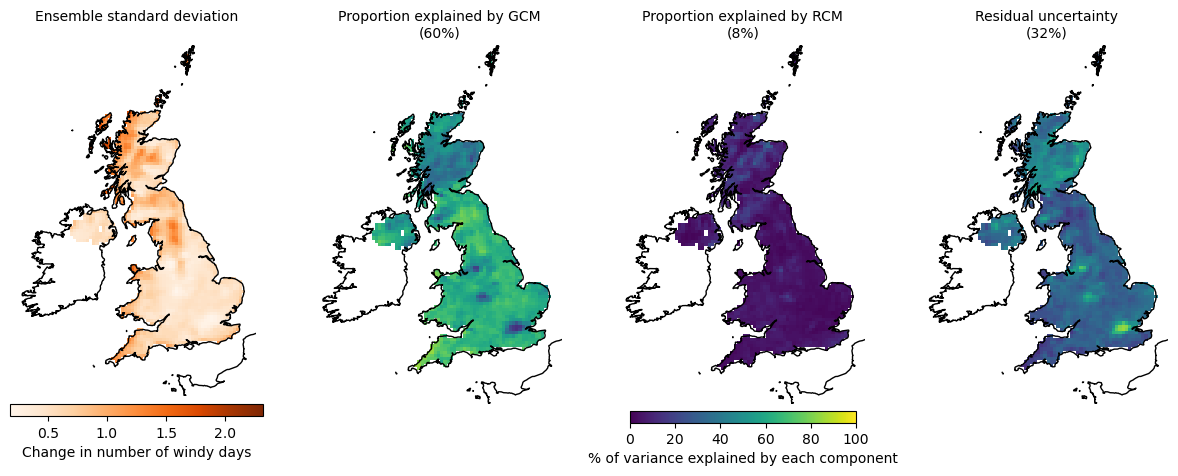 Ensemble standard deviation
Proportion explained by GCM
(60%)
Proportion explained by RCM
(8%)
Residual uncertainty
(32%)
0.5 1.0 1.5 2.0
Change in number of windy days
0 20 40 60 80 100
% of variance explained by each component